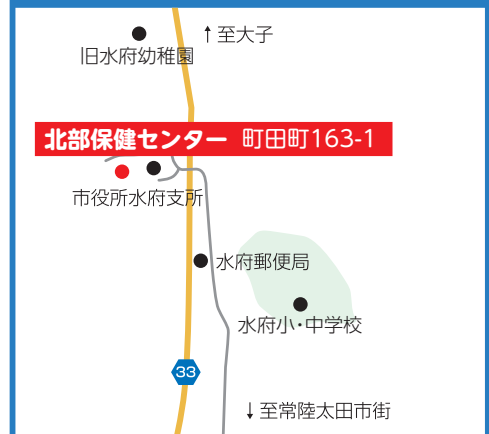 ↑至大子
旧水府幼稚園
北部保健センター 町田町163-1
市役所水府支所
水府郵便局
水府小・中学校
33
↓至常陸太田市街